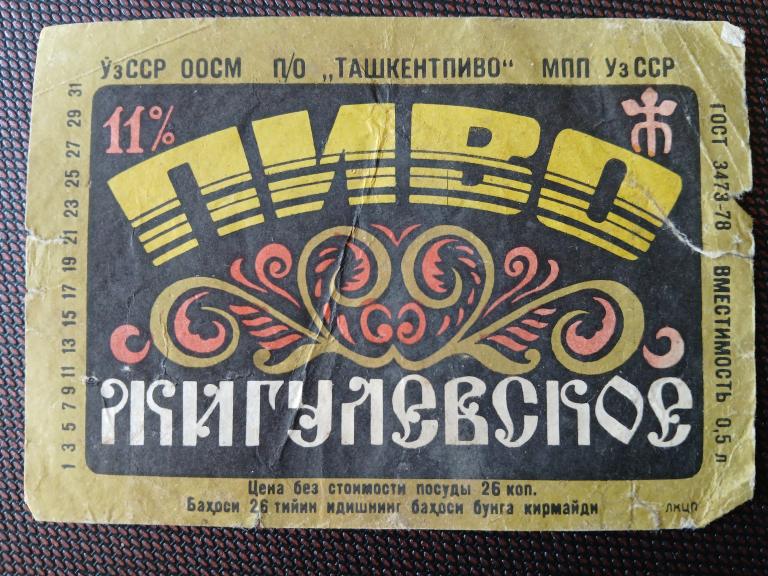 ЎзССР ООСМ П/О „ТАШКЕНТПИВО“ МПП УзССР
11%
ПИВО
ЖИГУЛЕВСКОЕ
1 3 5 7 9 11 13 15 17 19 21 23 25 27 29 31
ГОСТ 3473-78 ВМЕСТИМОСТЬ 0,5 л
Цена без стоимости посуды 26 коп.
Баҳоси 26 тийин идишнинг баҳоси бунга кирмайди